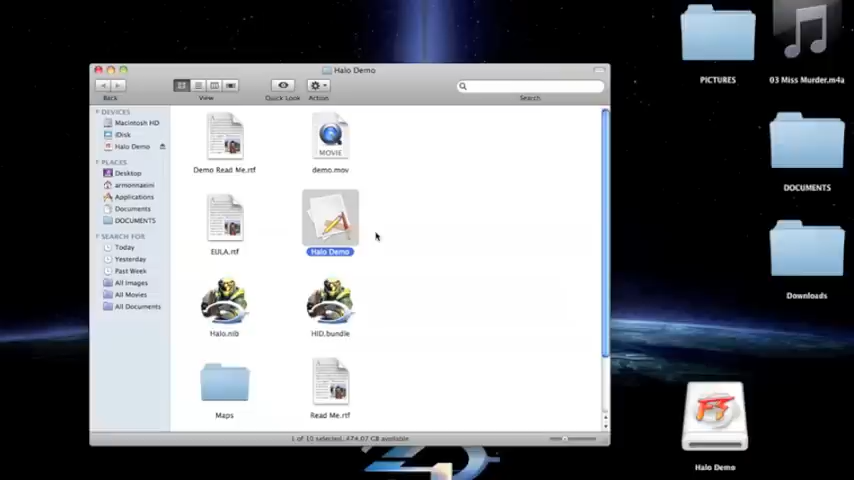 Halo Demo
Back
View
Quick Look
Action
Search
DEVICES
Macintosh HD
iDisk
Halo Demo
PLACES
Desktop
armonnaeini
Applications
Documents
DOCUMENTS
SEARCH FOR
Today
Yesterday
Past Week
All Images
All Movies
All Documents
Demo Read Me.rtf
MOVIE
demo.mov
EULA.rtf
Halo Demo
Halo.nib
HID.bundle
Maps
Read Me.rtf
1 of 10 selected, 474.07 GB available
PICTURES
03 Miss Murder.m4a
DOCUMENTS
Downloads
Halo Demo